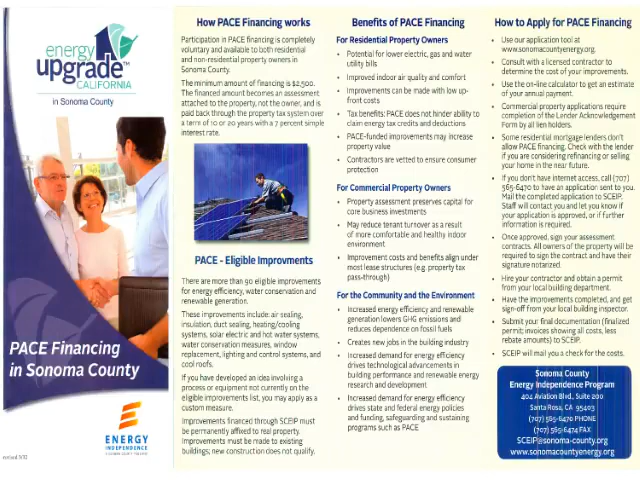 energy
upgrade™
CALIFORNIA
in Sonoma County
PACE Financing
in Sonoma County
ENERGY
INDEPENDENCE
How PACE Financing works
Participation in PACE financing is completely
voluntary and available to both residential
and non-residential property owners in
Sonoma County.
The minimum amount of financing is $2,500.
The financed amount becomes an assessment
attached to the property, not the owner, and is
paid back through the property tax system over
a term of 10 or 20 years with a 7 percent simple
interest rate.
PACE - Eligible Improvments
There are more than 90 eligible improvements
for energy efficiency, water conservation and
renewable generation.
These improvements include: air sealing,
insulation, duct sealing, heating/cooling
systems, solar electric and hot water systems,
water conservation measures, window
replacement, lighting and control systems, and
cool roofs.
If you have developed an idea involving a
process or equipment not currently on the
eligible improvements list, you may apply as a
custom measure.
Improvements financed through SCEIP must
be permanently affixed to real property.
Improvements must be made to existing
buildings; new construction does not qualify.
Benefits of PACE Financing
For Residential Property Owners
• Potential for lower electric, gas and water
utility bills
• Improved indoor air quality and comfort
• Improvements can be made with low up-
front costs
• Tax benefits: PACE does not hinder ability to
claim energy tax credits and deductions
• PACE-funded improvements may increase
property value
• Contractors are vetted to ensure consumer
protection
For Commercial Property Owners
• Property assessment preserves capital for
core business investments
• May reduce tenant turnover as a result
of more comfortable and healthy indoor
environment
• Improvement costs and benefits align under
most lease structures (e.g. property tax
pass-through)
For the Community and the Environment
• Increased energy efficiency and renewable
generation lowers GHG emissions and
reduces dependence on fossil fuels
• Creates new jobs in the building industry
• Increased demand for energy efficiency
drives technological advancements in
building performance and renewable energy
research and development
• Increased demand for energy efficiency
drives state and federal energy policies
and funding, safeguarding and sustaining
programs such as PACE
How to Apply for PACE Financing
• Use our application tool at
www.sonomacountyenergy.org.
• Consult with a licensed contractor to
determine the cost of your improvements.
• Use the on-line calculator to get an estimate
of your annual payment.
• Commercial property applications require
completion of the Lender Acknowledgement
Form by all lien holders.
• Some residential mortgage lenders don't
allow PACE financing. Check with the lender
if you are considering refinancing or selling
your home in the near future.
• If you don't have internet access, call (707)
565-6470 to have an application sent to you.
Mail the completed application to SCEIP.
Staff will contact you and let you know if
your application is approved, or if further
information is required.
• Once approved, sign your assessment
contracts. All owners of the property will be
required to sign the contract and have their
signature notarized.
• Hire your contractor and obtain a permit
from your local building department.
• Have the improvements completed, and get
sign-off from your local building inspector.
• Submit your final documentation (finalized
permit; invoices showing all costs, less
rebate amounts) to SCEIP.
• SCEIP will mail you a check for the costs.
Sonoma County
Energy Independence Program
404 Aviation Blvd., Suite 200
Santa Rosa, CA 95403
(707) 565-6470 PHONE
(707) 565-6474 FAX
SCEIP@sonoma-county.org
www.sonomacountyenergy.org